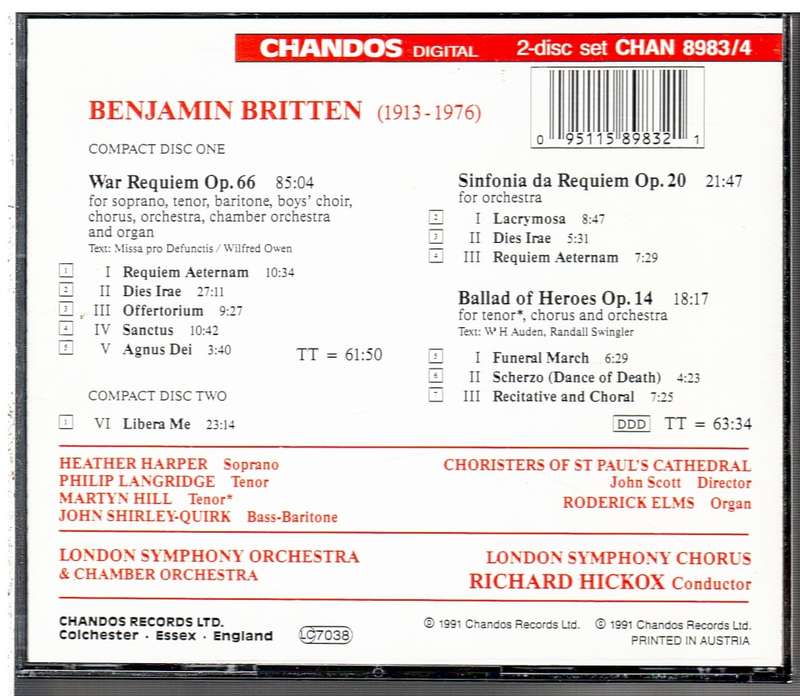 CHANDOS DIGITAL 2-disc set CHAN 8983/4
BENJAMIN BRITTEN (1913-1976)
0 95115 89832 1
COMPACT DISC ONE
War Requiem Op. 66 85:04
for soprano, tenor, baritone, boys' choir,
chorus, orchestra, chamber orchestra
and organ
Text: Missa pro Defunctis / Wilfred Owen
1 I Requiem Aeternam 10:34
2 II Dies Irae 27:11
3 III Offertorium 9:27
4 IV Sanctus 10:42
5 V Agnus Dei 3:40 TT = 61:50
COMPACT DISC TWO
1 VI Libera Me 23:14
Sinfonia da Requiem Op. 20 21:47
for orchestra
2 I Lacrymosa 8:47
3 II Dies Irae 5:31
4 III Requiem Aeternam 7:29
Ballad of Heroes Op. 14 18:17
for tenor*, chorus and orchestra
Text: W H Auden, Randall Swingler
5 I Funeral March 6:29
6 II Scherzo (Dance of Death) 4:23
7 III Recitative and Choral 7:25
DDD TT = 63:34
HEATHER HARPER Soprano
PHILIP LANGRIDGE Tenor
MARTYN HILL Tenor*
JOHN SHIRLEY-QUIRK Bass-Baritone
CHORISTERS OF ST PAUL'S CATHEDRAL
John Scott Director
RODERICK ELMS Organ
LONDON SYMPHONY ORCHESTRA
& CHAMBER ORCHESTRA
LONDON SYMPHONY CHORUS
RICHARD HICKOX Conductor
CHANDOS RECORDS LTD.
Colchester · Essex · England
LC7038
℗ 1991 Chandos Records Ltd. © 1991 Chandos Records Ltd.
PRINTED IN AUSTRIA